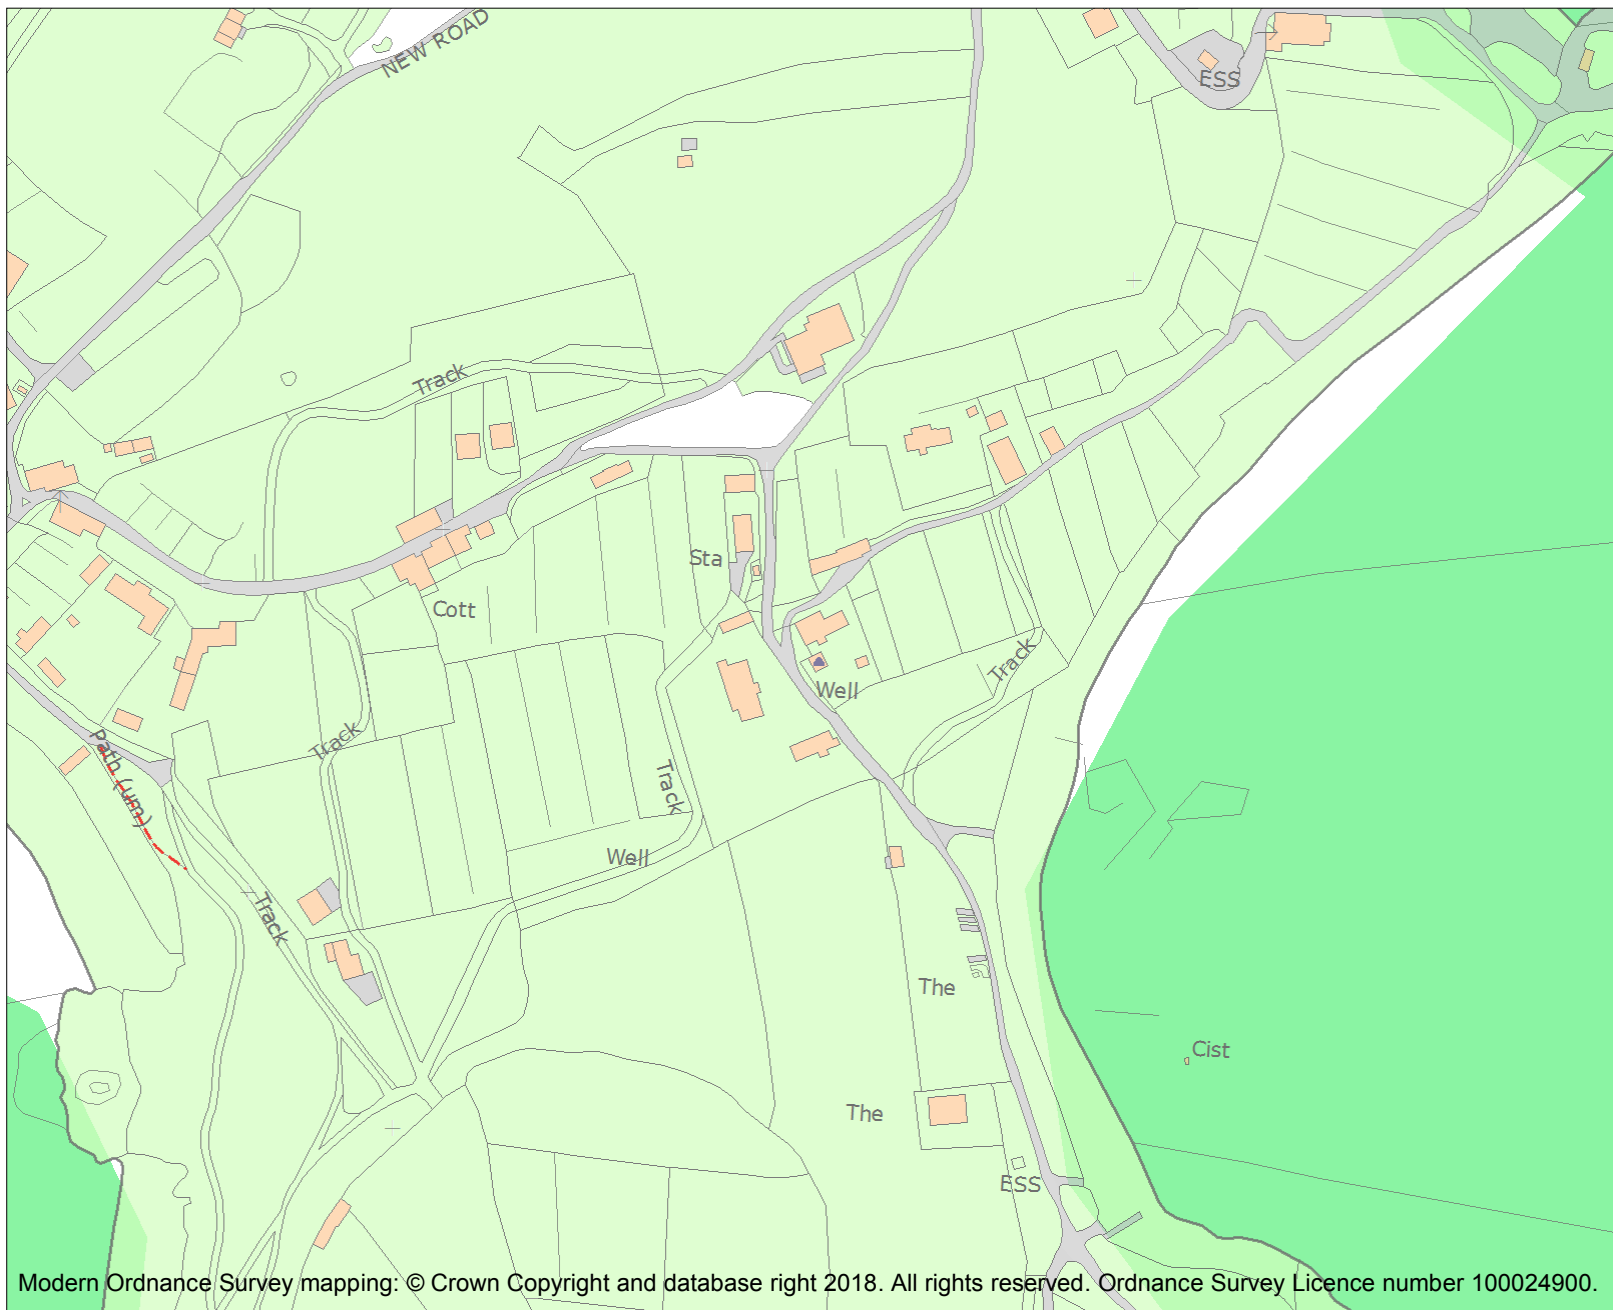 NEW ROAD
ESS
Track
Sta
Cott
Track
Well
Track
Path (um)
Track
Well
Track
The
Cist
The
ESS
Modern Ordnance Survey mapping: © Crown Copyright and database right 2018. All rights reserved. Ordnance Survey Licence number 100024900.